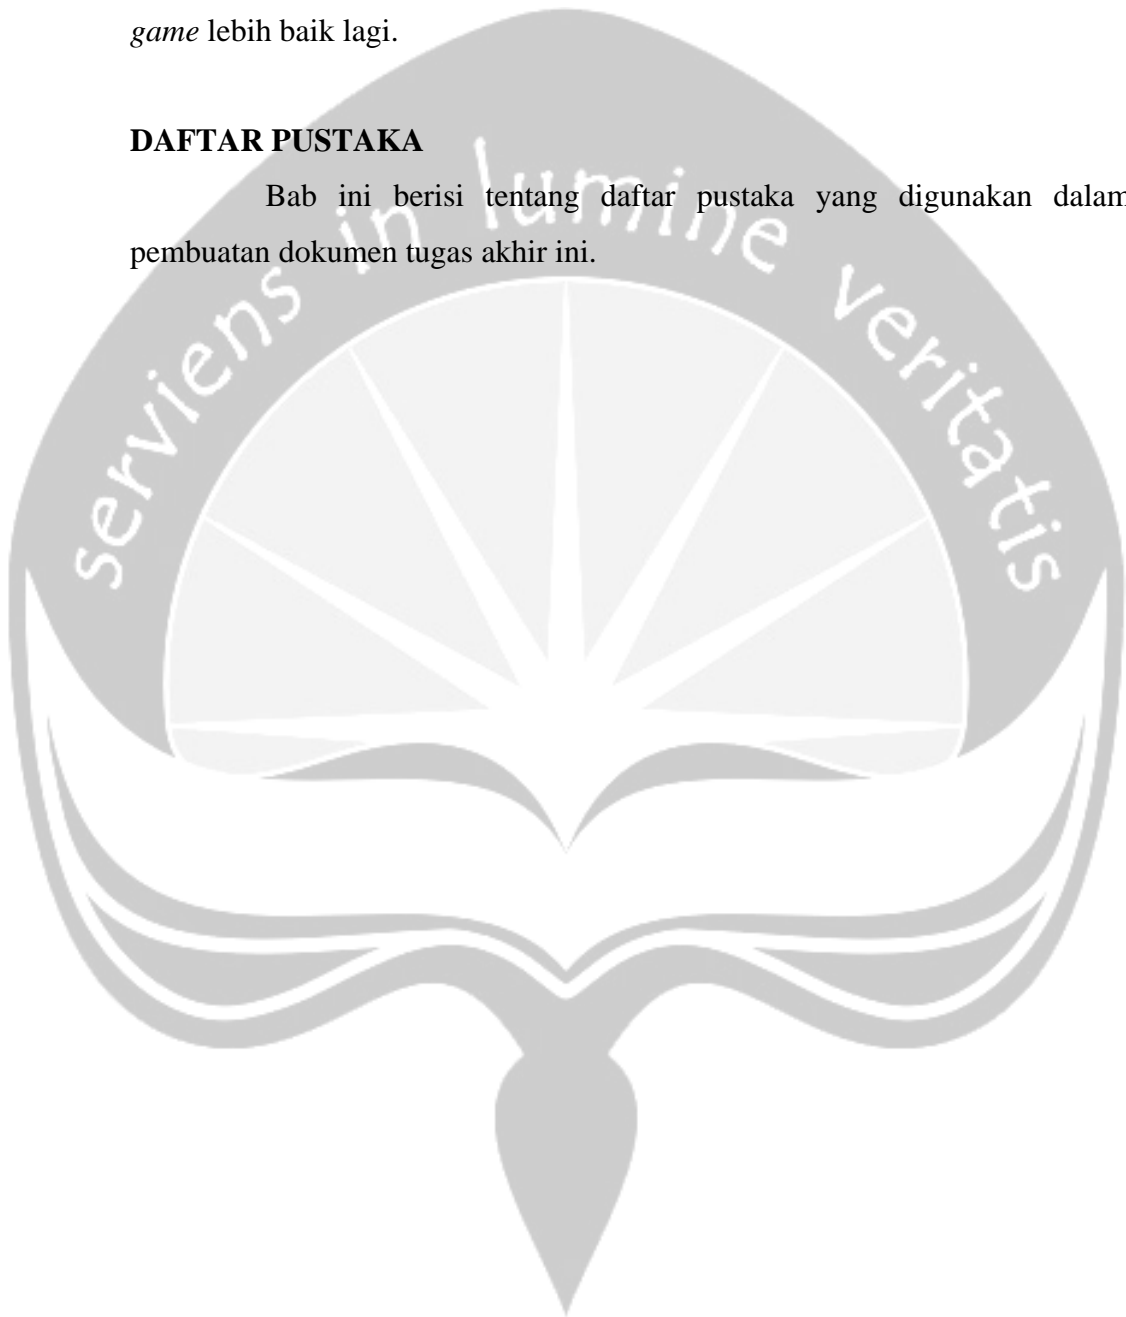 game lebih baik lagi.
DAFTAR PUSTAKA
Bab ini berisi tentang daftar pustaka yang digunakan dalam
pembuatan dokumen tugas akhir ini.
serviens in lumine veritatis